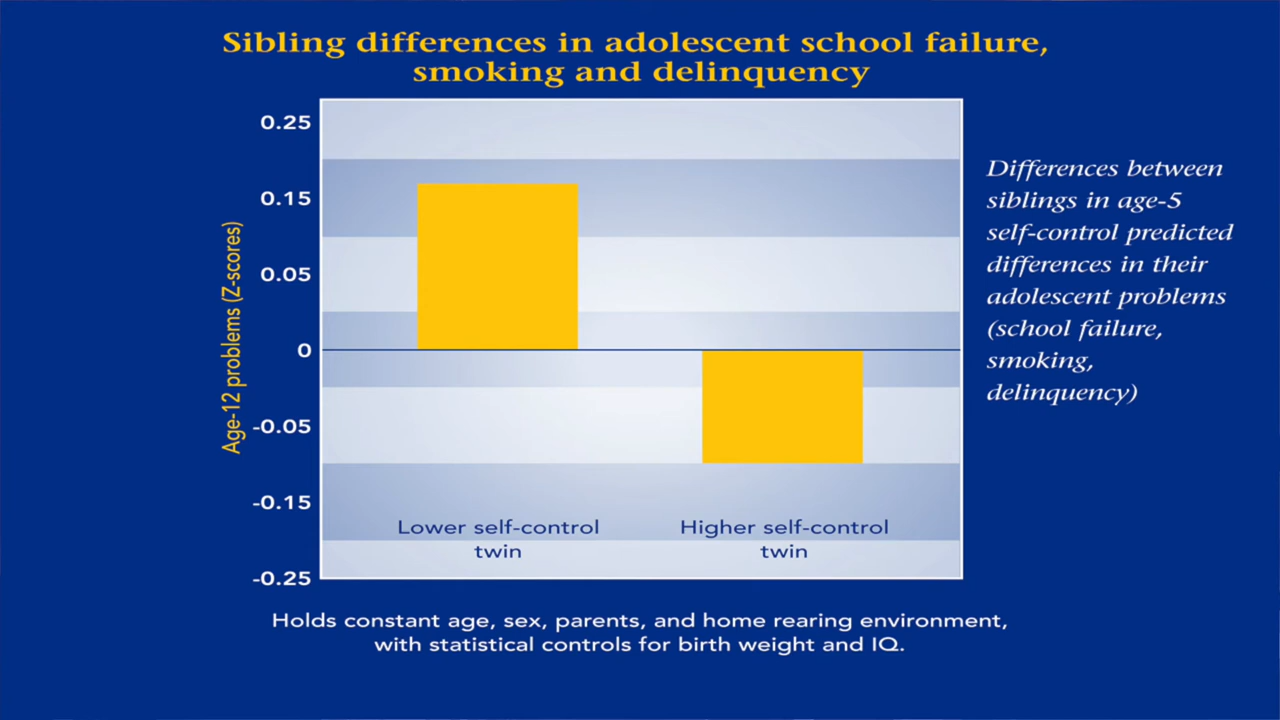 Sibling differences in adolescent school failure,
smoking and delinquency
0.25
0.15
0.05
0
-0.05
-0.15
-0.25
Age-12 problems (Z-scores)
Lower self-control
twin
Higher self-control
twin
Differences between
siblings in age-5
self-control predicted
differences in their
adolescent problems
(school failure,
smoking,
delinquency)
Holds constant age, sex, parents, and home rearing environment,
with statistical controls for birth weight and IQ.